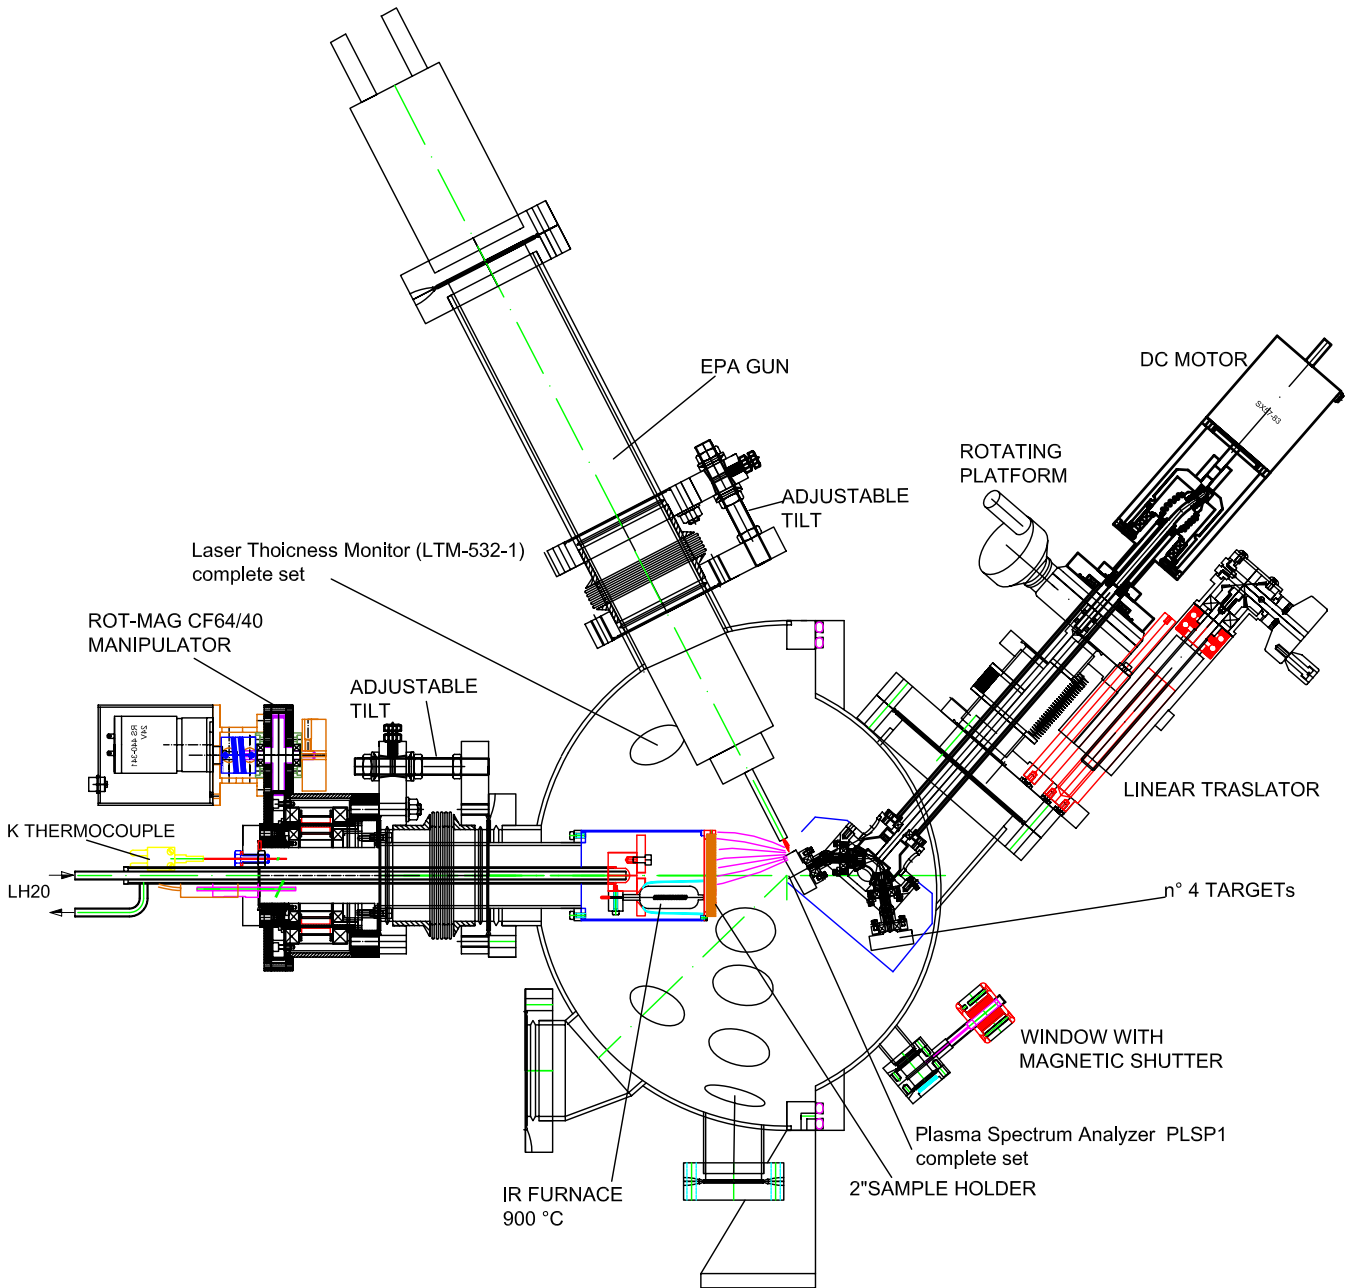 DC MOTOR
EPA GUN
ROTATING
PLATFORM
ADJUSTABLE
TILT
Laser Thoicness Monitor (LTM-532-1)
complete set
ROT-MAG CF64/40
MANIPULATOR
ADJUSTABLE
TILT
LINEAR TRASLATOR
K THERMOCOUPLE
LH20
n° 4 TARGETs
WINDOW WITH
MAGNETIC SHUTTER
Plasma Spectrum Analyzer PLSP1
complete set
2"SAMPLE HOLDER
IR FURNACE
900 °C